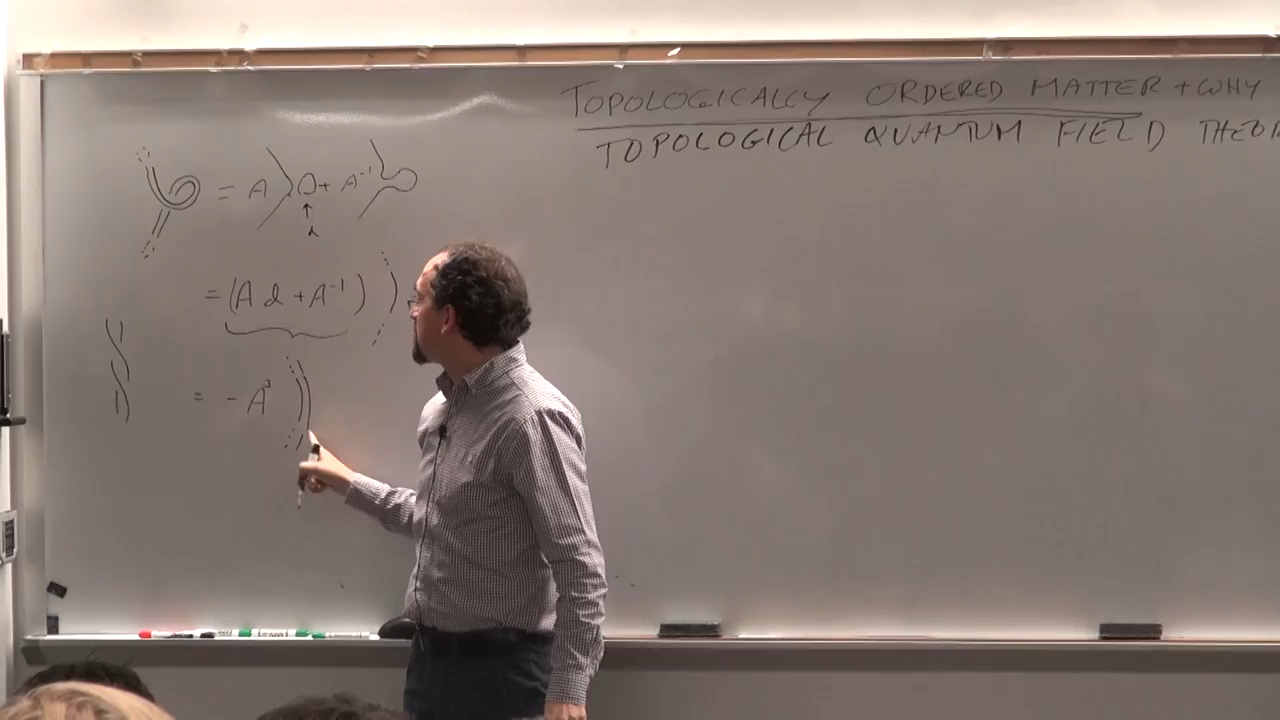 TOPOLOGICALLY ORDERED MATTER + WHY
TOPOLOGICAL QUANTUM FIELD THEOR
= A + A⁻¹
d
= (A d + A⁻¹)
= - A³